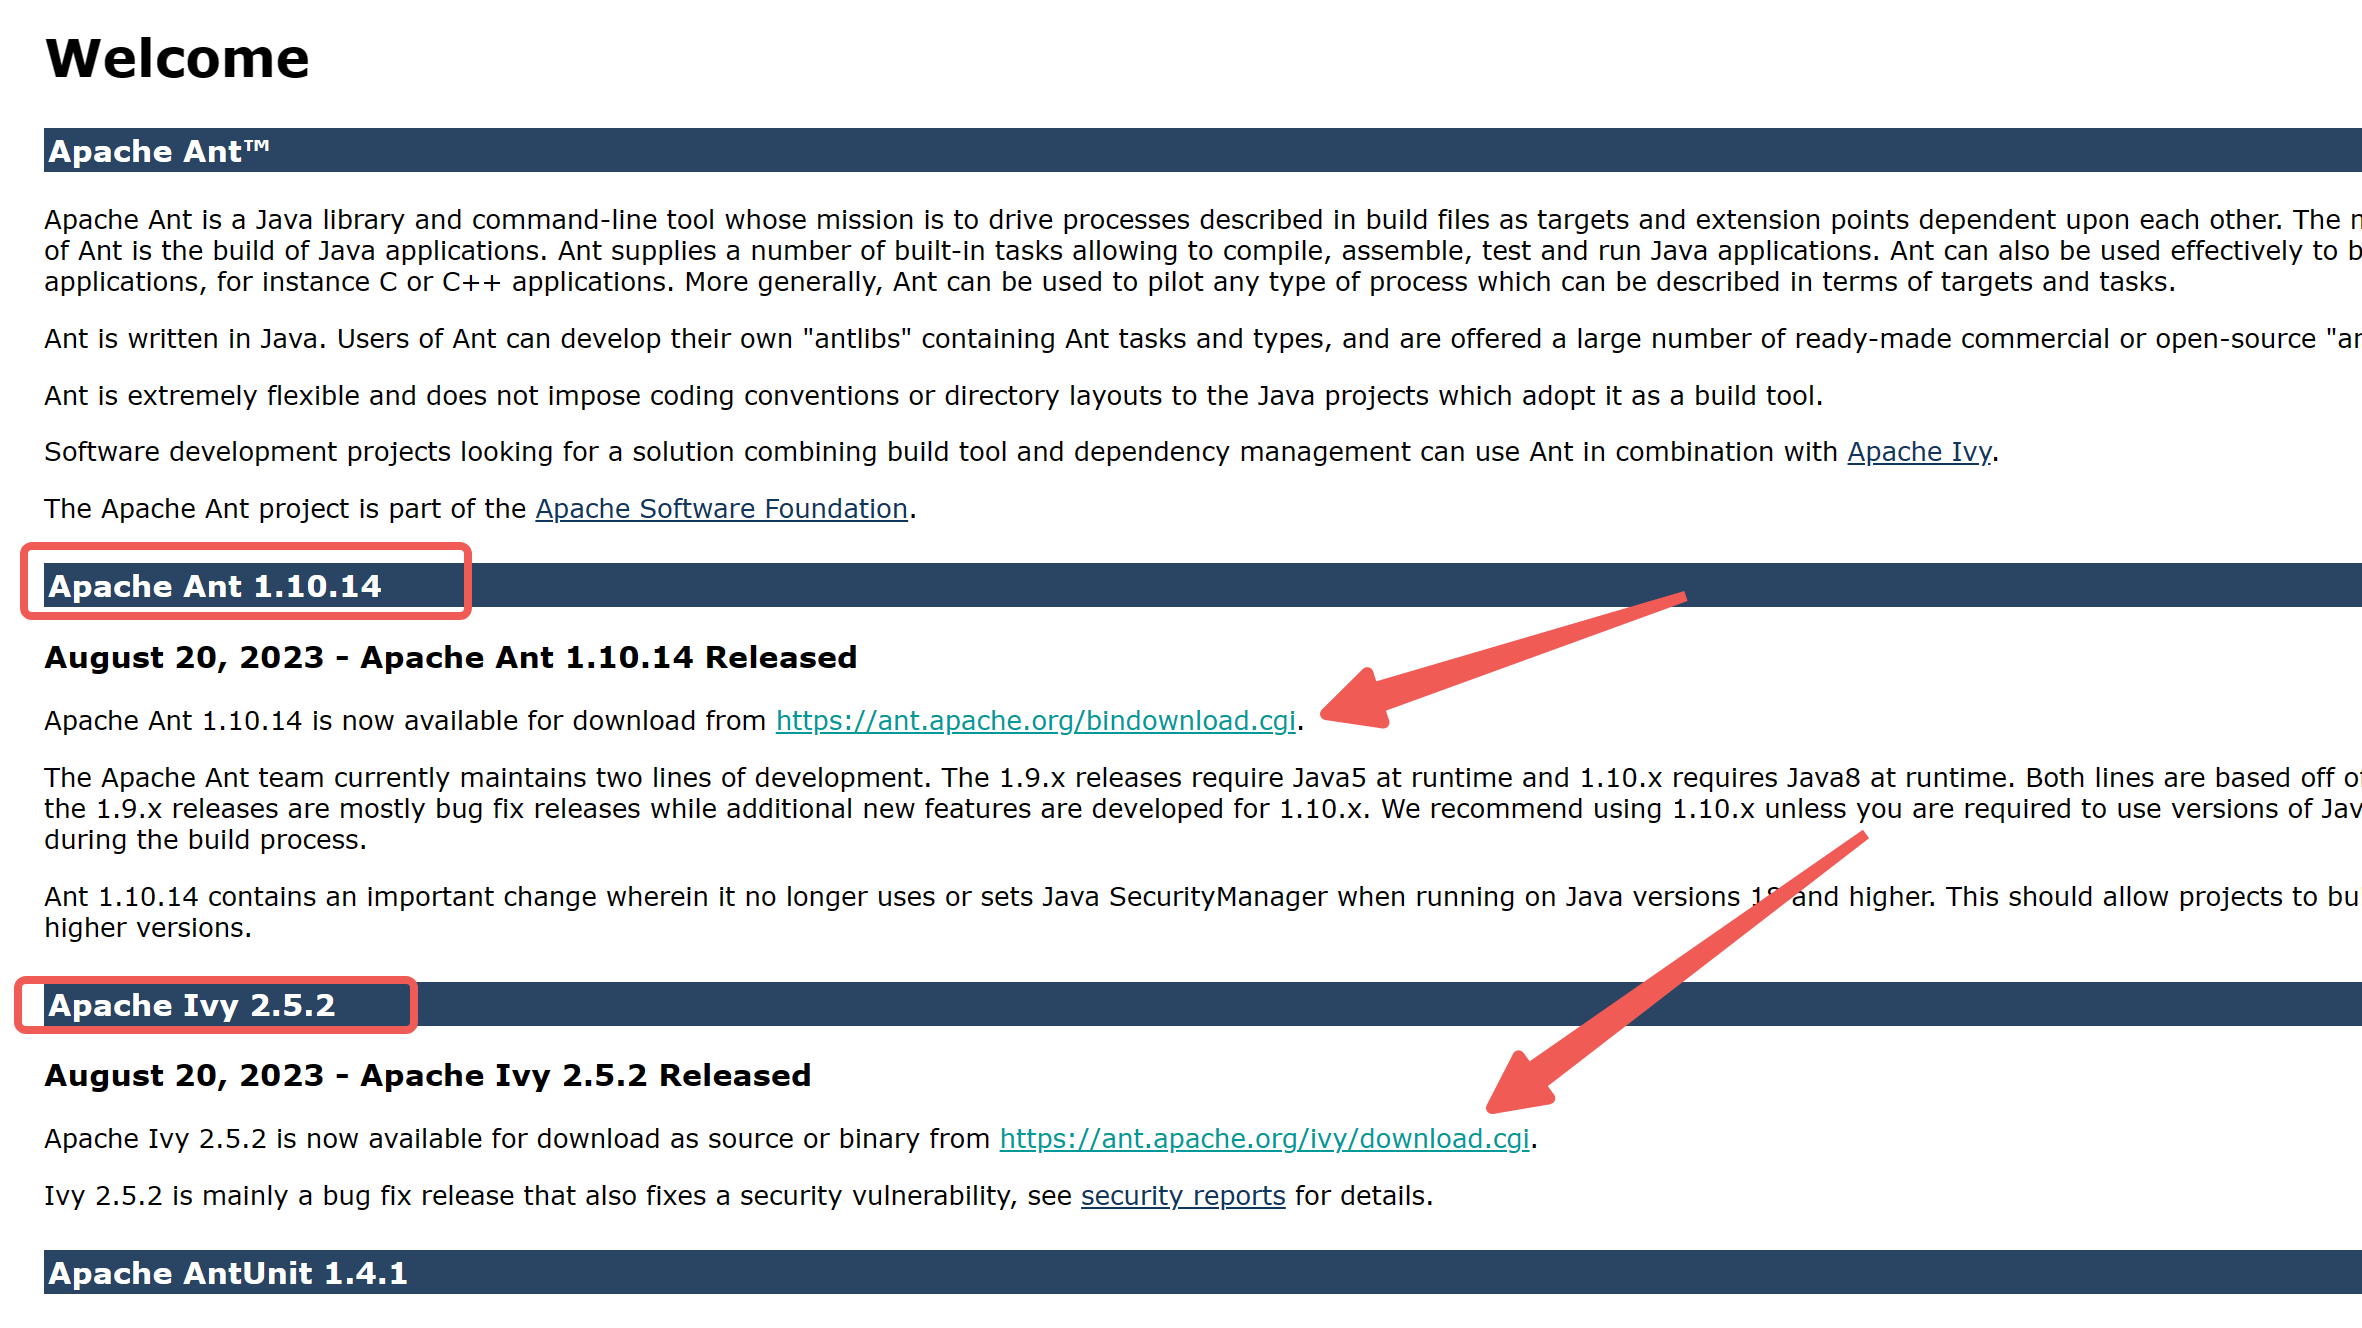 Welcome
Apache Ant™
Apache Ant is a Java library and command-line tool whose mission is to drive processes described in build files as targets and extension points dependent upon each other. The
of Ant is the build of Java applications. Ant supplies a number of built-in tasks allowing to compile, assemble, test and run Java applications. Ant can also be used effectively to
applications, for instance C or C++ applications. More generally, Ant can be used to pilot any type of process which can be described in terms of targets and tasks.
Ant is written in Java. Users of Ant can develop their own "antlibs" containing Ant tasks and types, and are offered a large number of ready-made commercial or open-source
Ant is extremely flexible and does not impose coding conventions or directory layouts to the Java projects which adopt it as a build tool.
Software development projects looking for a solution combining build tool and dependency management can use Ant in combination with Apache Ivy.
The Apache Ant project is part of the Apache Software Foundation.
Apache Ant 1.10.14
August 20, 2023 – Apache Ant 1.10.14 Released
Apache Ant 1.10.14 is now available for download from https://ant.apache.org/bindownload.cgi.
The Apache Ant team currently maintains two lines of development. The 1.9.x releases require Java5 at runtime and 1.10.x requires Java8 at runtime. Both lines are based off
the 1.9.x releases are mostly bug fix releases while additional new features are developed for 1.10.x. We recommend using 1.10.x unless you are required to use versions of
during the build process.
Ant 1.10.14 contains an important change wherein it no longer uses or sets Java SecurityManager when running on Java versions 18 and higher. This should allow projects to
higher versions.
Apache Ivy 2.5.2
August 20, 2023 – Apache Ivy 2.5.2 Released
Apache Ivy 2.5.2 is now available for download as source or binary from https://ant.apache.org/ivy/download.cgi.
Ivy 2.5.2 is mainly a bug fix release that also fixes a security vulnerability, see security reports for details.
Apache AntUnit 1.4.1